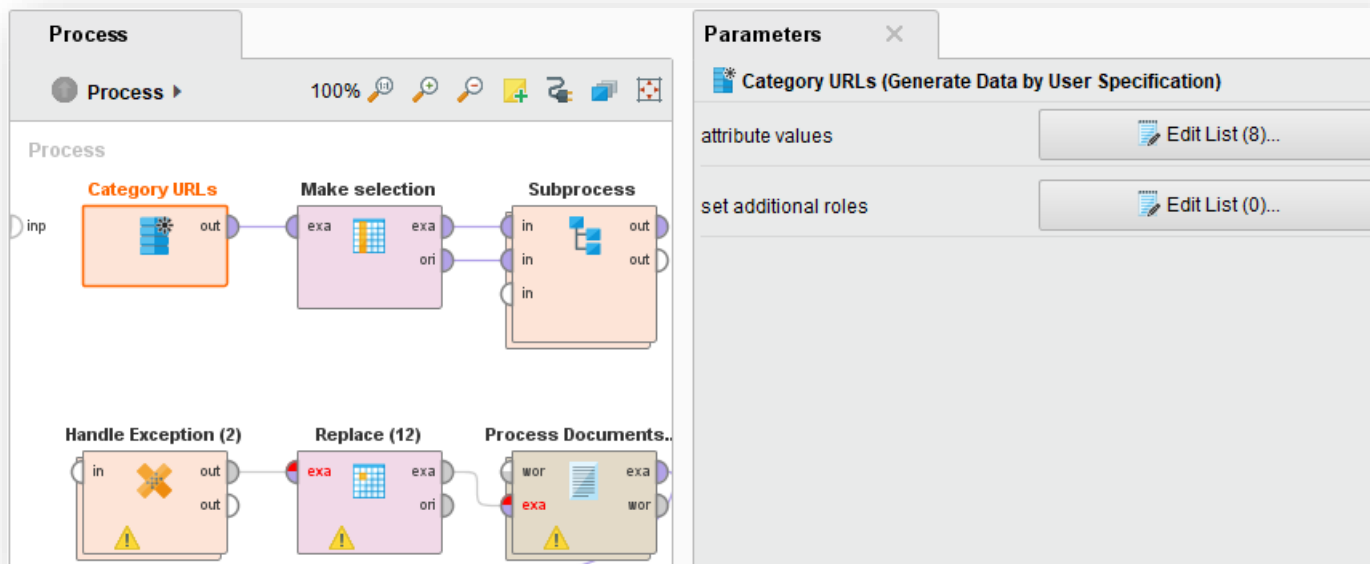 Process
Process
100%
Process
Category URLs
Make selection
Subprocess
inp
out
exa
exa
in
out
ori
in
out
in
Handle Exception (2)
Replace (12)
Process Documents..
in
out
exa
exa
wor
exa
out
ori
exa
wor
Parameters
Category URLs (Generate Data by User Specification)
attribute values
Edit List (8)...
set additional roles
Edit List (0)...